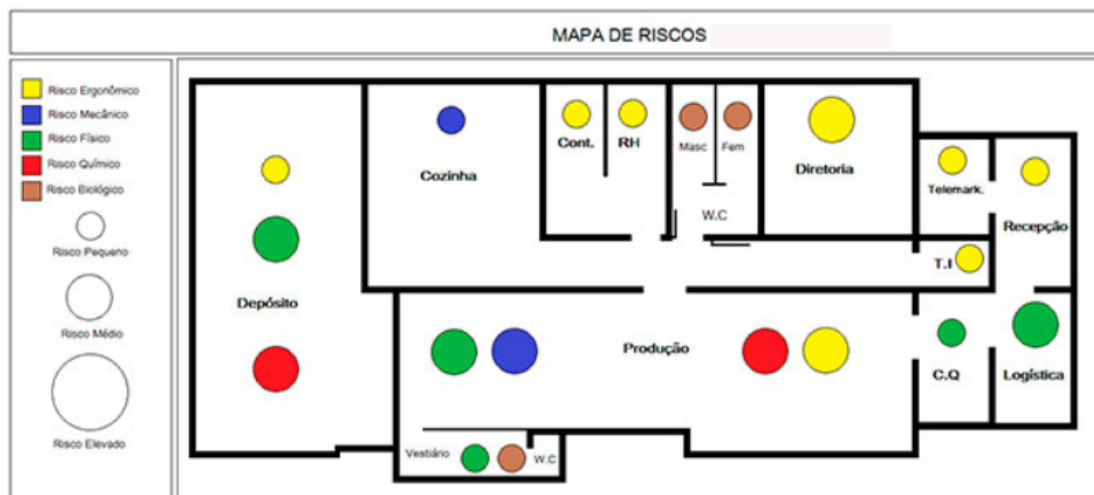 MAPA DE RISCOS
Risco Ergonômico
Risco Mecânico
Risco Físico
Risco Químico
Risco Biológico
Risco Pequeno
Risco Médio
Risco Elevado
Depósito
Cozinha
Cont.
RH
Masc
Fem
W.C
Diretoria
Telemark.
Recepção
T.I
Produção
C.Q
Logística
Vestiário
W.C